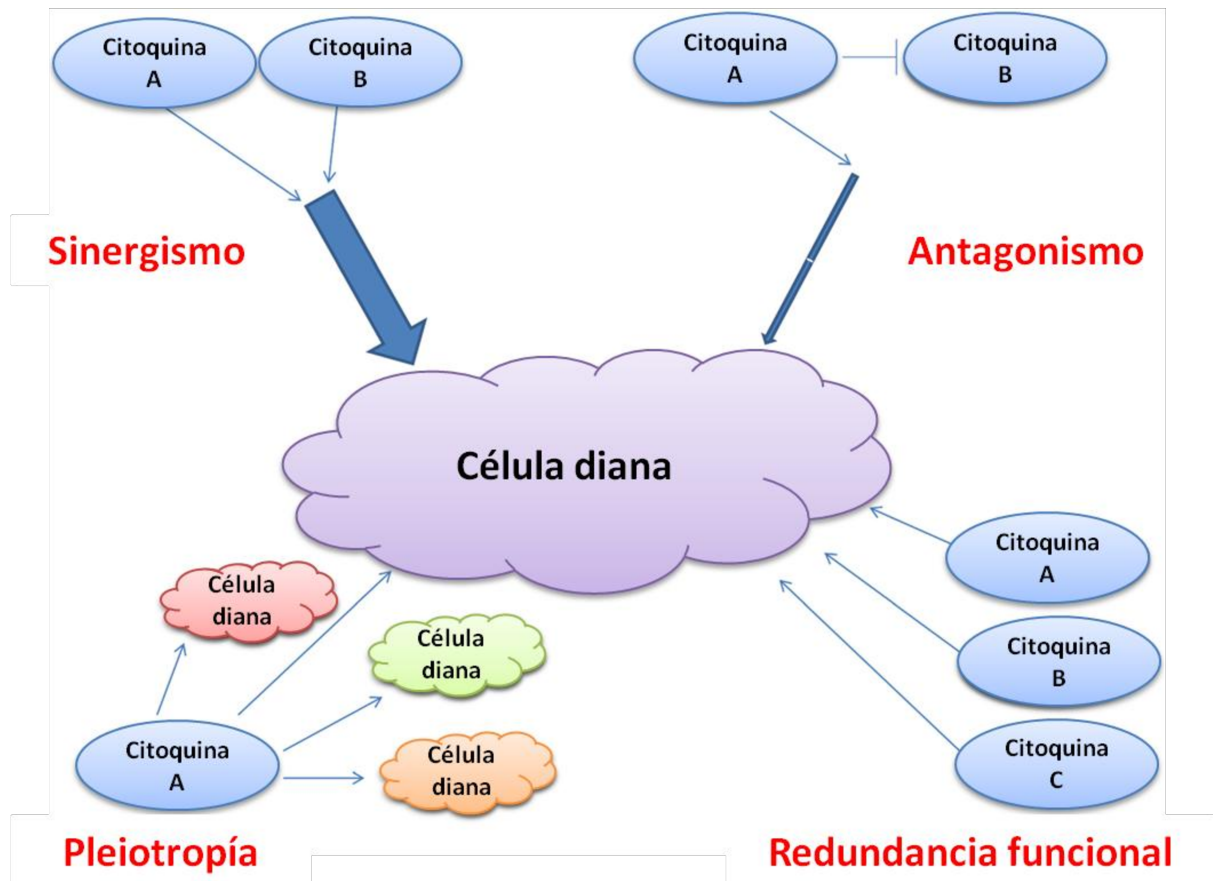 Citoquina
A
Citoquina
B
Citoquina
A
Citoquina
B
Sinergismo
Antagonismo
Célula diana
Citoquina
A
Citoquina
B
Citoquina
C
Célula
diana
Célula
diana
Célula
diana
Citoquina
A
Pleiotropía
Redundancia funcional